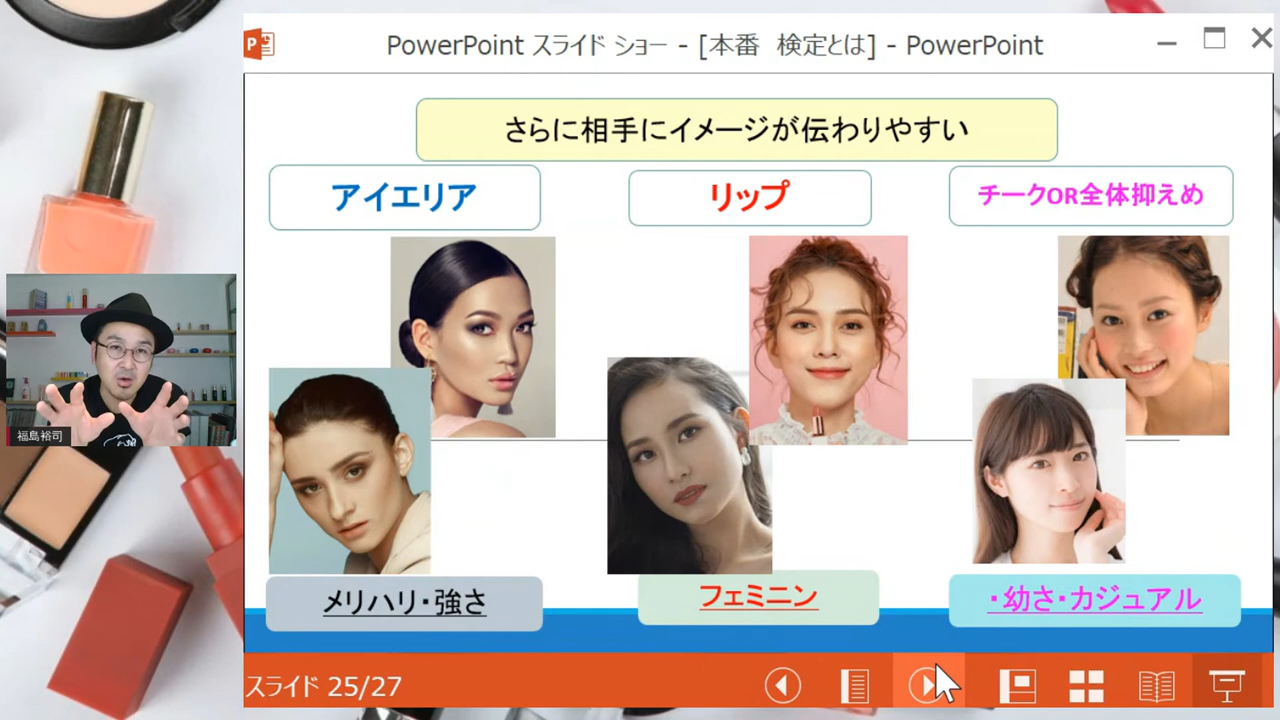 PowerPoint スライド ショー - [本番 検定とは] - PowerPoint
さらに相手にイメージが伝わりやすい
アイエリア
リップ
チークOR全体抑えめ
福島裕司
メリハリ・強さ
フェミニン
・幼さ・カジュアル
スライド 25/27